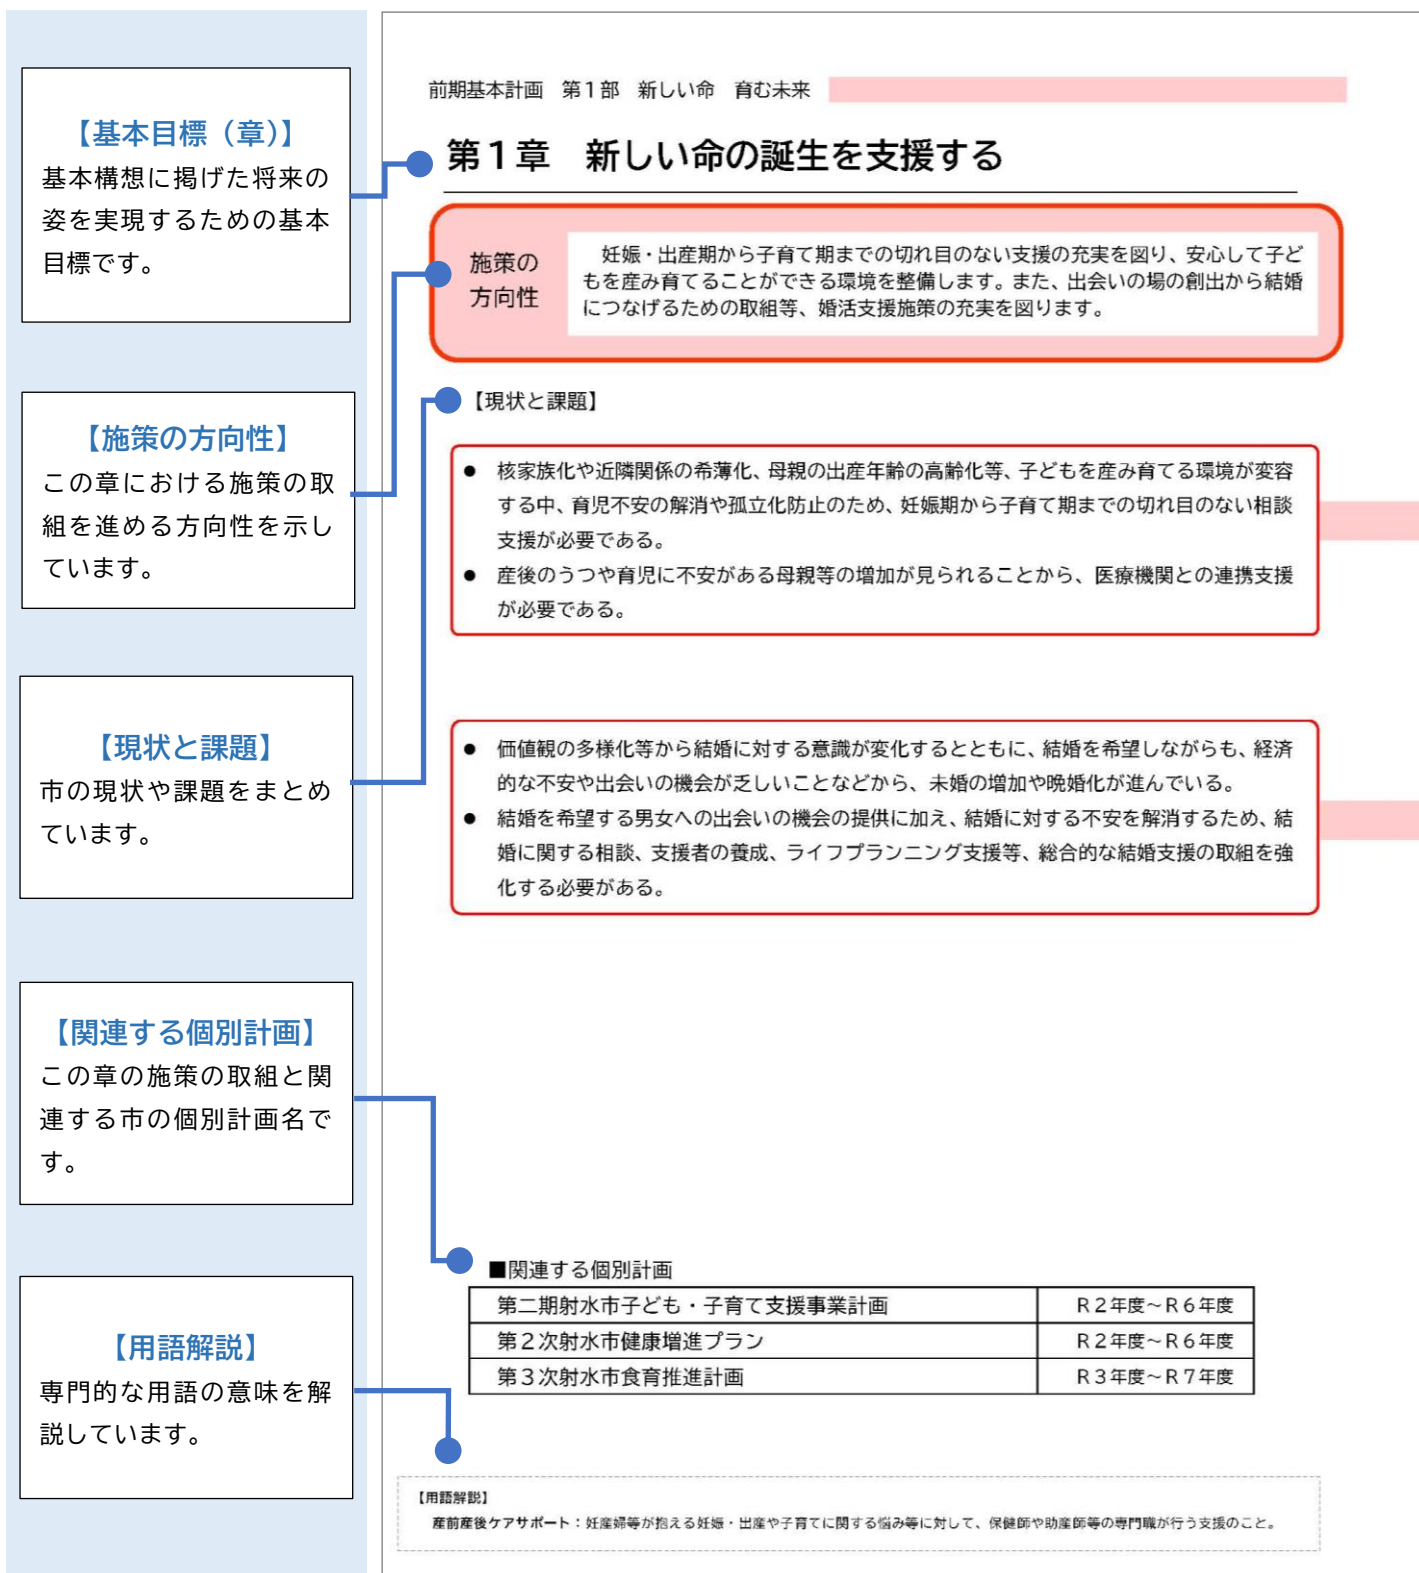 【基本目標（章）】
基本構想に掲げた将来の
姿を実現するための基本
目標です。
【施策の方向性】
この章における施策の取
組を進める方向性を示し
ています。
【現状と課題】
市の現状や課題をまとめ
ています。
【関連する個別計画】
この章の施策の取組と関
連する市の個別計画名で
す。
【用語解説】
専門的な用語の意味を解
説しています。
前期基本計画　第１部　新しい命　育む未来
第１章　新しい命の誕生を支援する
施策の
方向性
妊娠・出産期から子育て期までの切れ目のない支援の充実を図り、安心して子ど
もを産み育てることができる環境を整備します。また、出会いの場の創出から結婚
につなげるための取組等、婚活支援施策の充実を図ります。
【現状と課題】
● 核家族化や近隣関係の希薄化、母親の出産年齢の高齢化等、子どもを産み育てる環境が変容
する中、育児不安の解消や孤立化防止のため、妊娠期から子育て期までの切れ目のない相談
支援が必要である。
● 産後のうつや育児に不安がある母親等の増加が見られることから、医療機関との連携支援
が必要である。
● 価値観の多様化等から結婚に対する意識が変化するとともに、結婚を希望しながらも、経済
的な不安や出会いの機会が乏しいことなどから、未婚の増加や晩婚化が進んでいる。
● 結婚を希望する男女への出会いの機会の提供に加え、結婚に対する不安を解消するため、結
婚に関する相談、支援者の養成、ライフプランニング支援等、総合的な結婚支援の取組を強
化する必要がある。
■関連する個別計画
第二期射水市子ども・子育て支援事業計画　Ｒ２年度～Ｒ６年度
第２次射水市健康増進プラン　Ｒ２年度～Ｒ６年度
第３次射水市食育推進計画　Ｒ３年度～Ｒ７年度
【用語解説】
産前産後ケアサポート：妊産婦等が抱える妊娠・出産や子育てに関する悩み等に対して、保健師や助産師等の専門職が行う支援のこと。